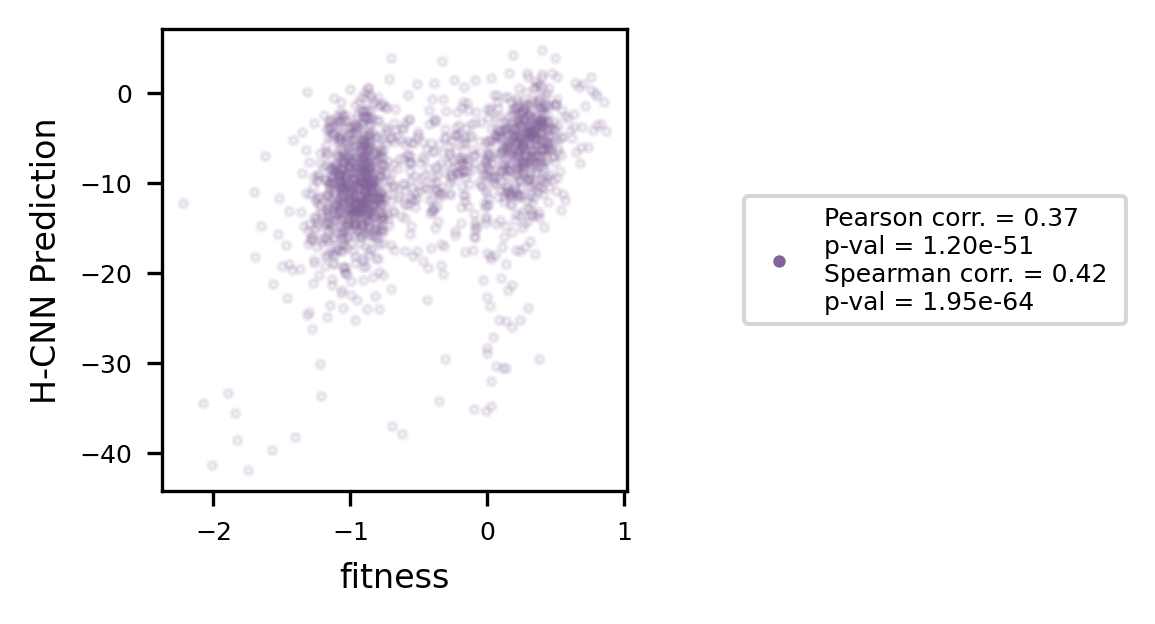 0
−10
−20
−30
−40
H-CNN Prediction
−2
−1
0
1
fitness
Pearson corr. = 0.37
p-val = 1.20e-51
Spearman corr. = 0.42
p-val = 1.95e-64